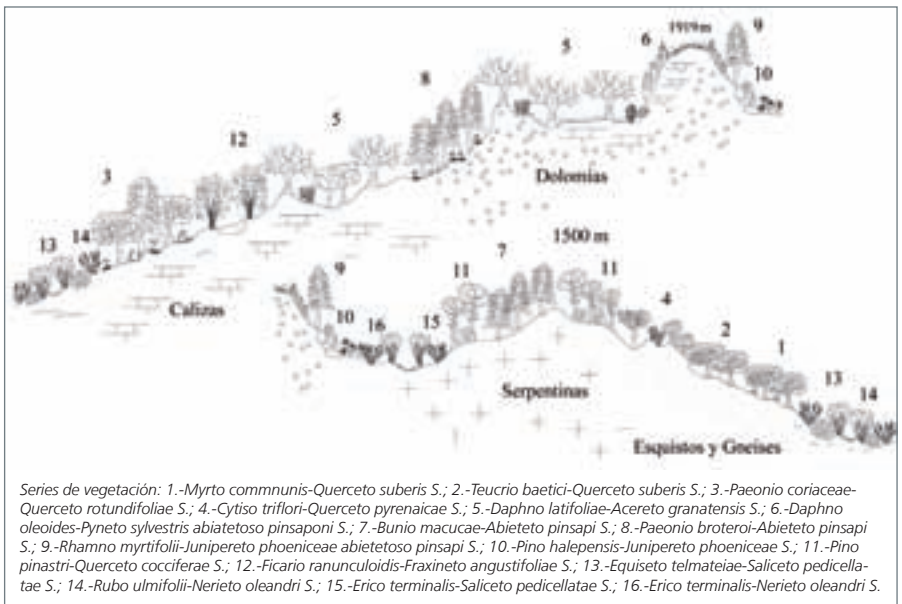 9
1919 m
6
5
10
8
5
12
3
Dolomías
13
14
1500 m
7
9
11
11
Calizas
4
10
16
15
2
1
Serpentinas
13
14
Esquistos y Gneises
Series de vegetación: 1.-Myrto commnunis-Querceto suberis S.; 2.-Teucrio baetici-Querceto suberis S.; 3.-Paeonio coriaceae-
Querceto rotundifoliae S.; 4.-Cytiso triflori-Querceto pyrenaicae S.; 5.-Daphno latifoliae-Acereto granatensis S.; 6.-Daphno
oleoides-Pyneto sylvestris abiatetoso pinsaponi S.; 7.-Bunio macucae-Abieteto pinsapi S.; 8.-Paeonio broteroi-Abieteto pinsapi
S.; 9.-Rhamno myrtifolii-Junipereto phoeniceae abietetoso pinsapi S.; 10.-Pino halepensis-Junipereto phoeniceae S.; 11.-Pino
pinastri-Querceto cocciferae S.; 12.-Ficario ranunculoidis-Fraxineto angustifoliae S.; 13.-Equiseto telmateiae-Saliceto pedicella-
tae S.; 14.-Rubo ulmifolii-Nerieto oleandri S.; 15.-Erico terminalis-Saliceto pedicellatae S.; 16.-Erico terminalis-Nerieto oleandri S.